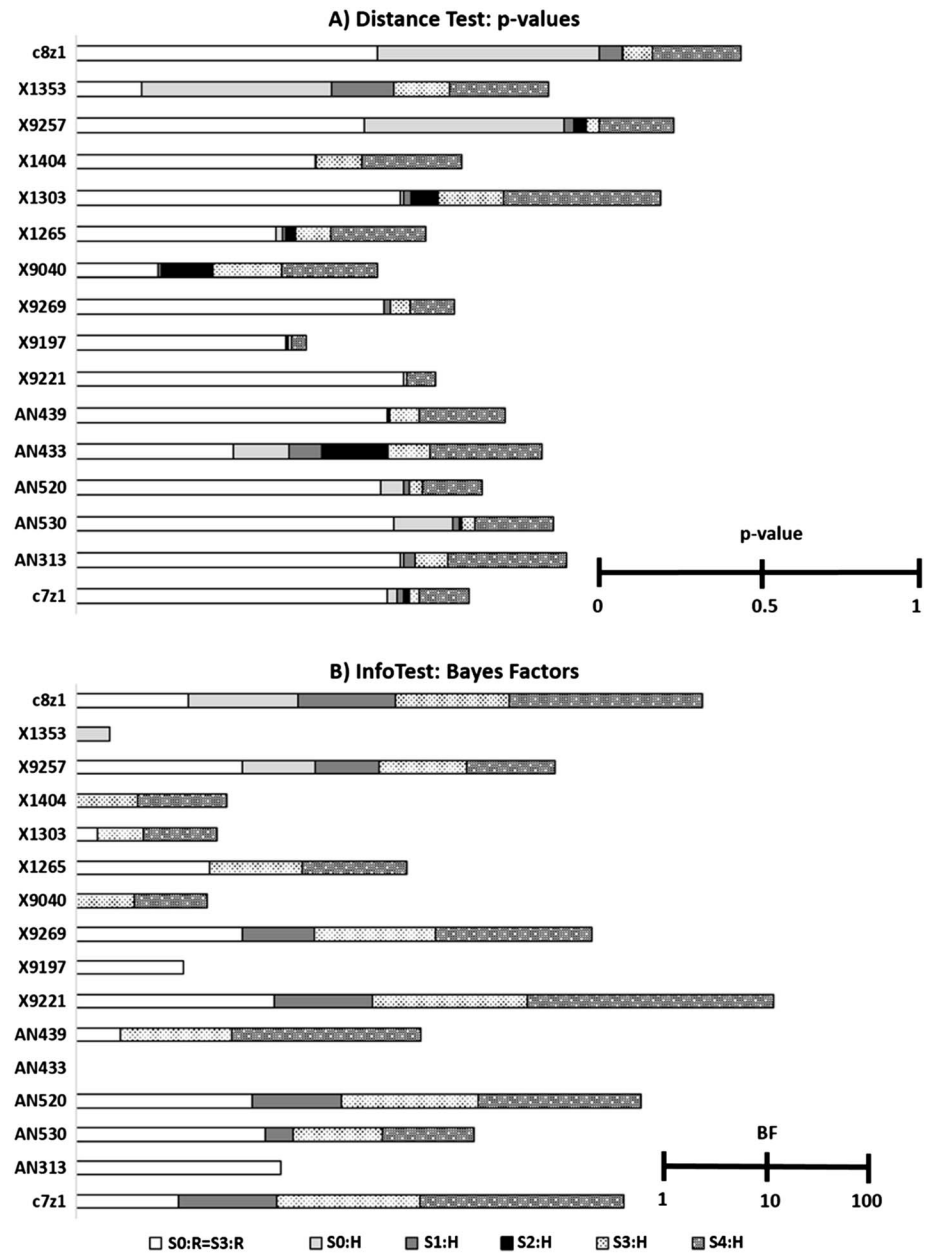 A) Distance Test: p-values
c8z1
X1353
X9257
X1404
X1303
X1265
X9040
X9269
X9197
X9221
AN439
AN433
AN520
AN530
AN313
c7z1
p-value
0 0.5 1
B) InfoTest: Bayes Factors
c8z1
X1353
X9257
X1404
X1303
X1265
X9040
X9269
X9197
X9221
AN439
AN433
AN520
AN530
AN313
c7z1
BF
1 10 100
S0:R=S3:R S0:H S1:H S2:H S3:H S4:H